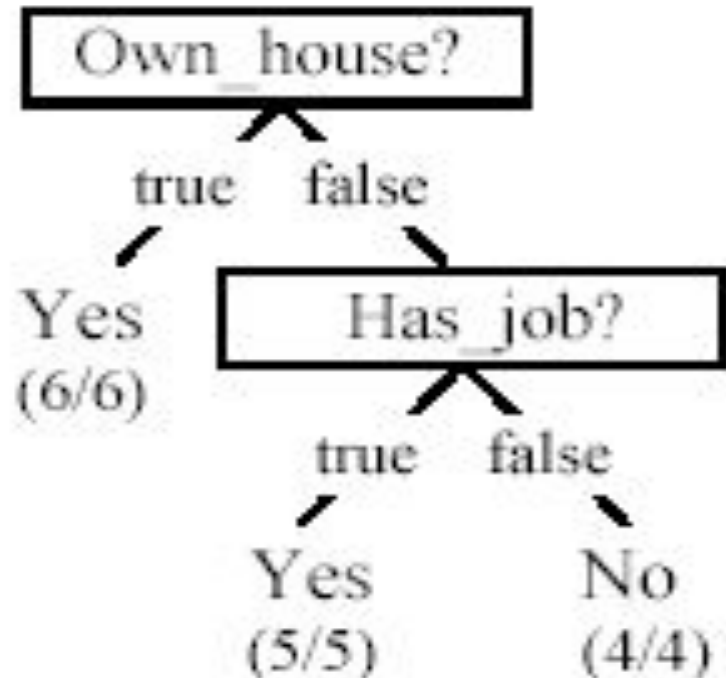 Own_house?
true false
Yes
(6/6)
Has_job?
true false
Yes No
(5/5) (4/4)